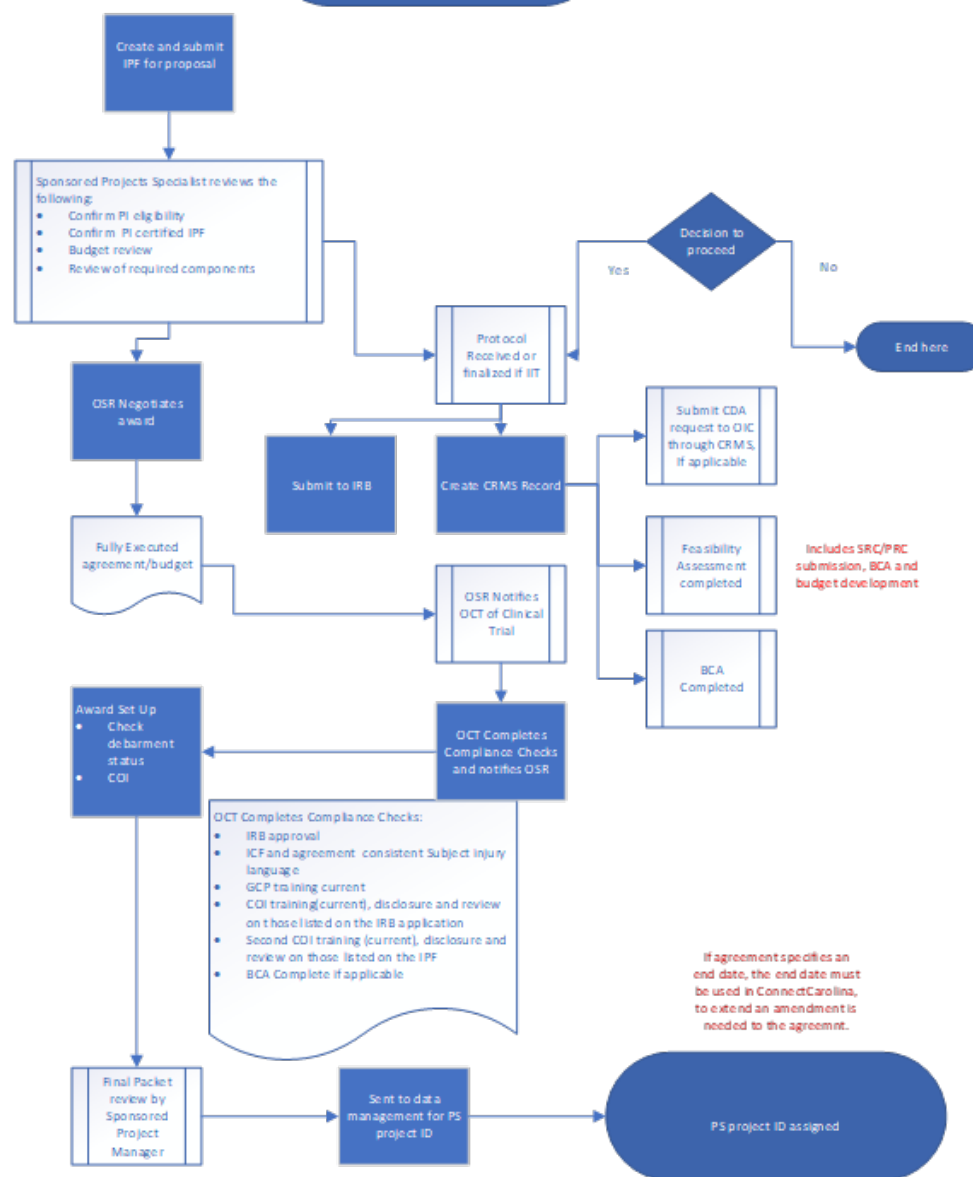 Create and submit
IPF for proposal
Sponsored Projects Specialist reviews the
following:
• Confirm PI eligibility
• Confirm PI certified IPF
• Budget review
• Review of required components
Decision to
proceed
Yes
No
End here
Protocol
Received or
finalized if IIT
OSR Negotiates
award
Submit to IRB
Create CRMS Record
Submit CDA
request to OIC
through CRMS,
If applicable
Fully Executed
agreement/budget
Feasibility
Assessment
completed
Includes SRC/PRC
submission, BCA and
budget development
OSR Notifies
OCT of Clinical
Trial
BCA
Completed
Award Set Up
• Check
debarment
status
• COI
OCT Completes
Compliance Checks
and notifies OSR
OCT Completes Compliance Checks:
• IRB approval
• ICF and agreement consistent Subject injury
language
• GCP training current
• COI training(current), disclosure and review
on those listed on the IRB application
• Second COI training (current), disclosure and
review on those listed on the IPF
• BCA Complete if applicable
If agreement specifies an
end date, the end date must
be used in ConnectCarolina,
to extend an amendment is
needed to the agreemnt.
Final Packet
review by
Sponsored
Project
Manager
Sent to data
management for PS
project ID
PS project ID assigned